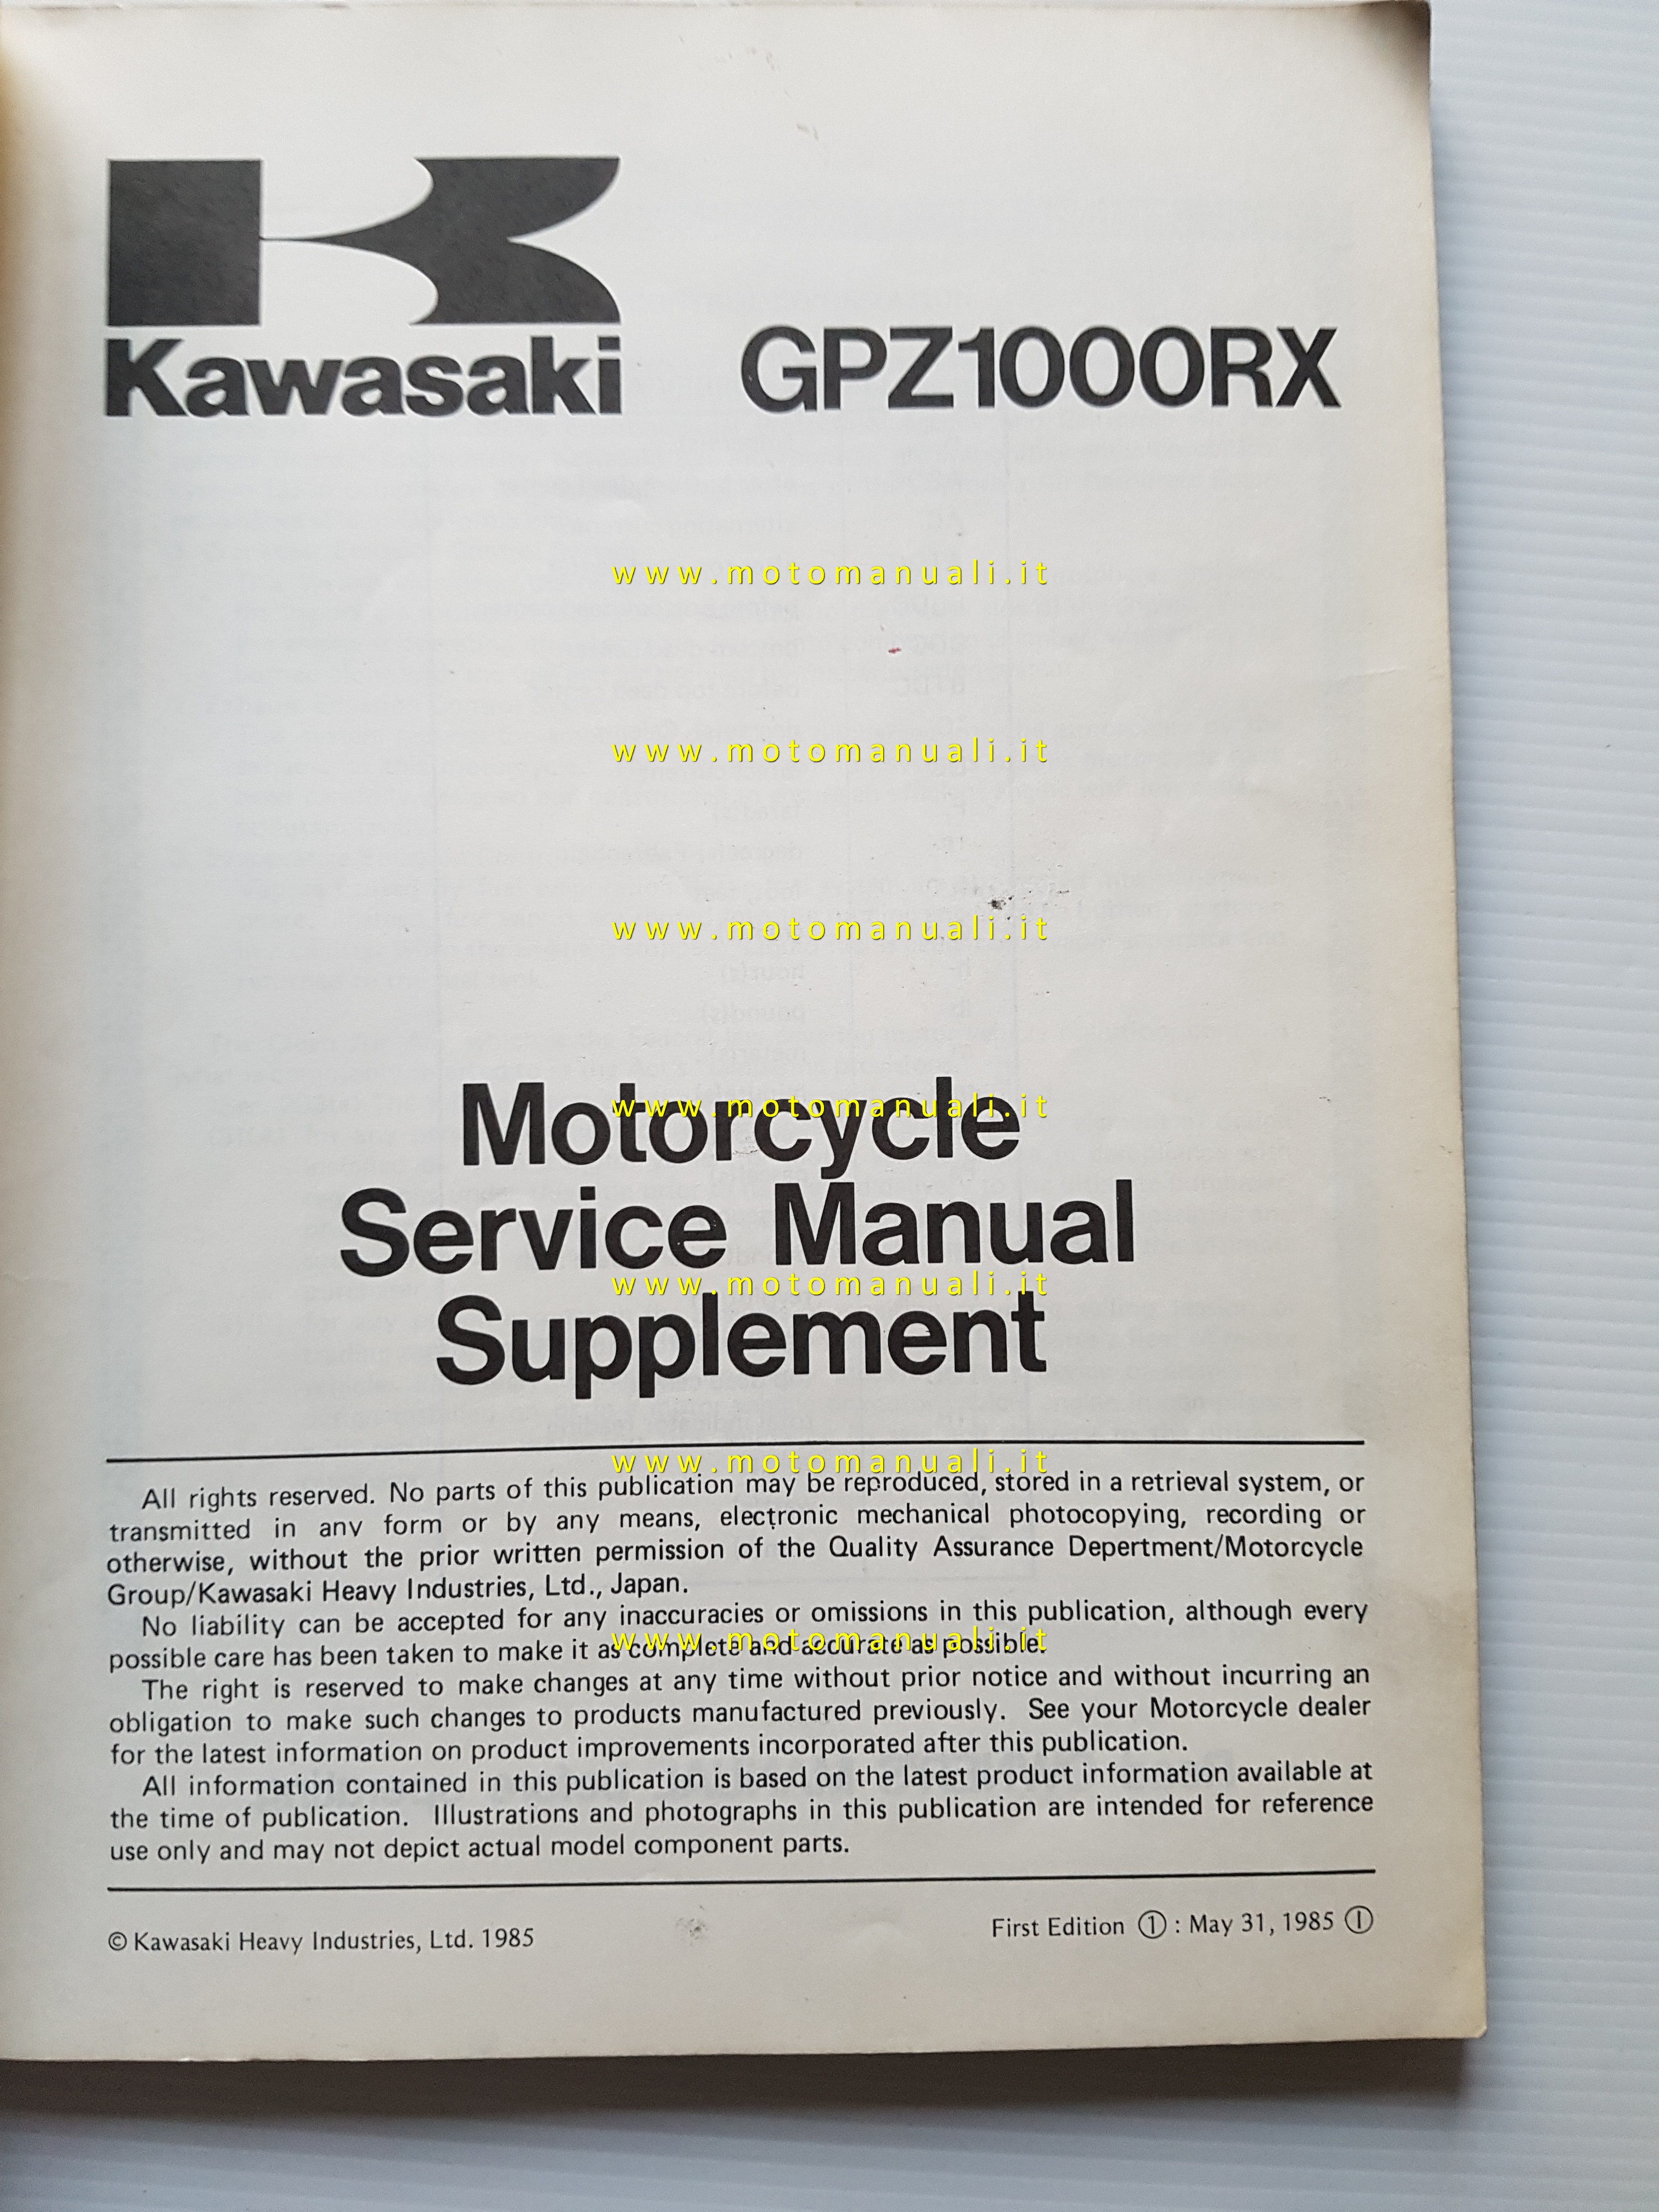 Kawasaki GPZ1000RX
www.motomanuali.it
www.motomanuali.it
www.motomanuali.it
www.motomanuali.it
Motorcycle
Service Manual
www.motomanuali.it
Supplement
www.motomanuali.it
All rights reserved. No parts of this publication may be reproduced, stored in a retrieval system, or
transmitted in anv form or by any means, electronic mechanical photocopying, recording or
otherwise, without the prior written permission of the Quality Assurance Depertment/Motorcycle
Group/Kawasaki Heavy Industries, Ltd., Japan.
No liability can be accepted for any inaccuracies or omissions in this publication, although every
possible care has been taken to make it as complete and accurate as possible.
www.motomanuali.it
The right is reserved to make changes at any time without prior notice and without incurring an
obligation to make such changes to products manufactured previously. See your Motorcycle dealer
for the latest information on product improvements incorporated after this publication.
All information contained in this publication is based on the latest product information available at
the time of publication. Illustrations and photographs in this publication are intended for reference
use only and may not depict actual model component parts.
© Kawasaki Heavy Industries, Ltd. 1985 First Edition ① : May 31, 1985 Ⓘ